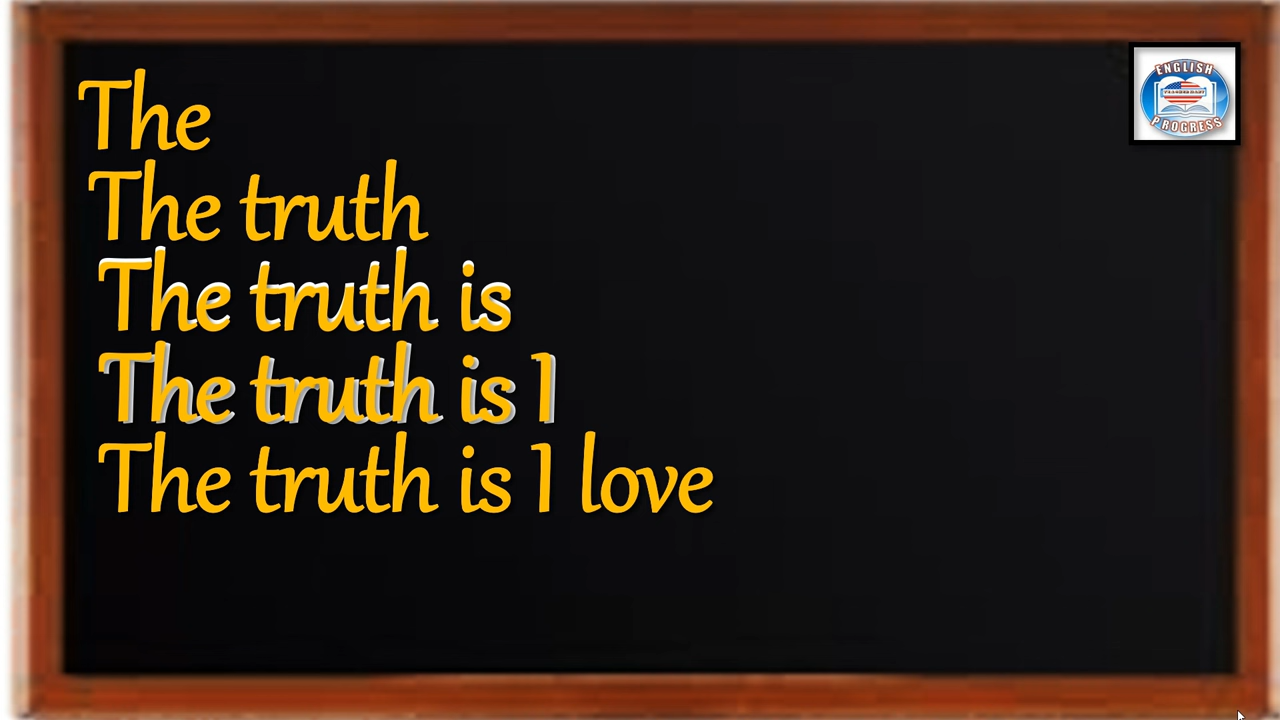 The
The truth
The truth is
The truth is I
The truth is I love
ENGLISH
PROGRESS